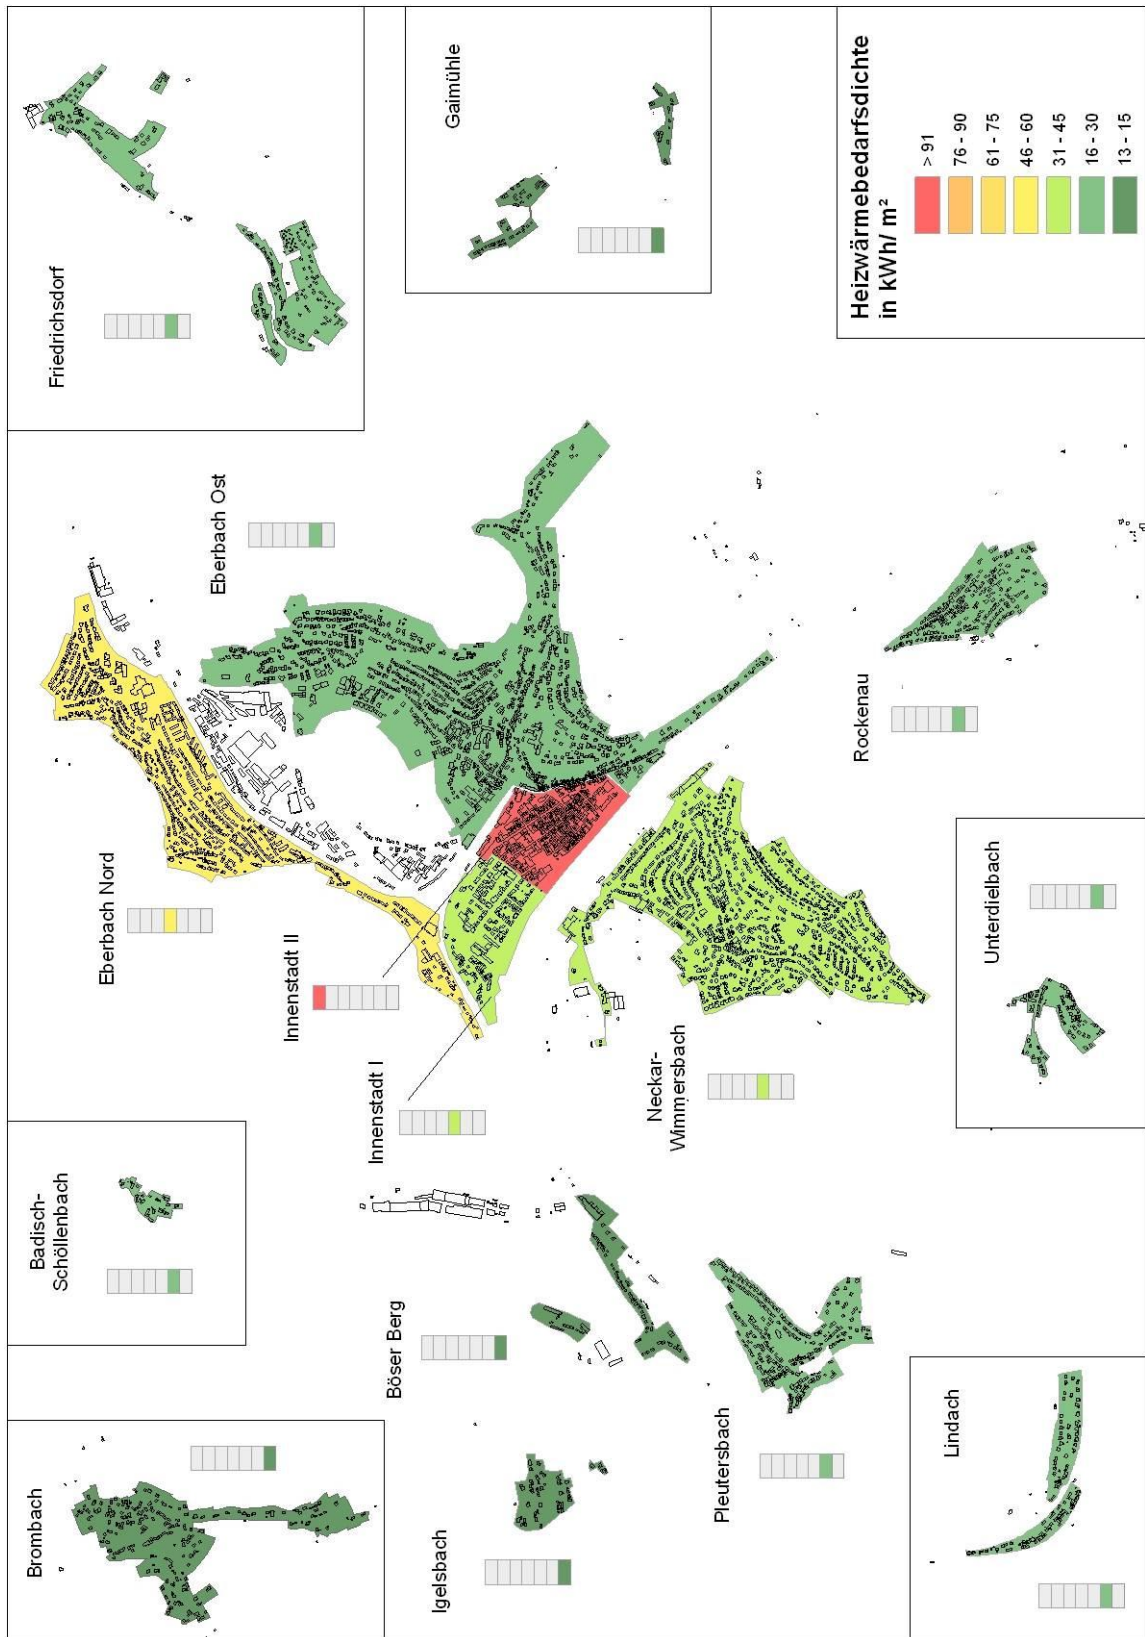 Brombach
Badisch-
Schöllenbach
Eberbach Nord
Eberbach Ost
Friedrichsdorf
Innenstadt II
Innenstadt I
Böser Berg
Igelsbach
Gaimühle
Neckar-
Wimmersbach
Pleutersbach
Rockenau
Lindach
Unterdielbach
Heizwärmebedarfsdichte
in kWh/ m²
> 91
76 - 90
61 - 75
46 - 60
31 - 45
16 - 30
13 - 15